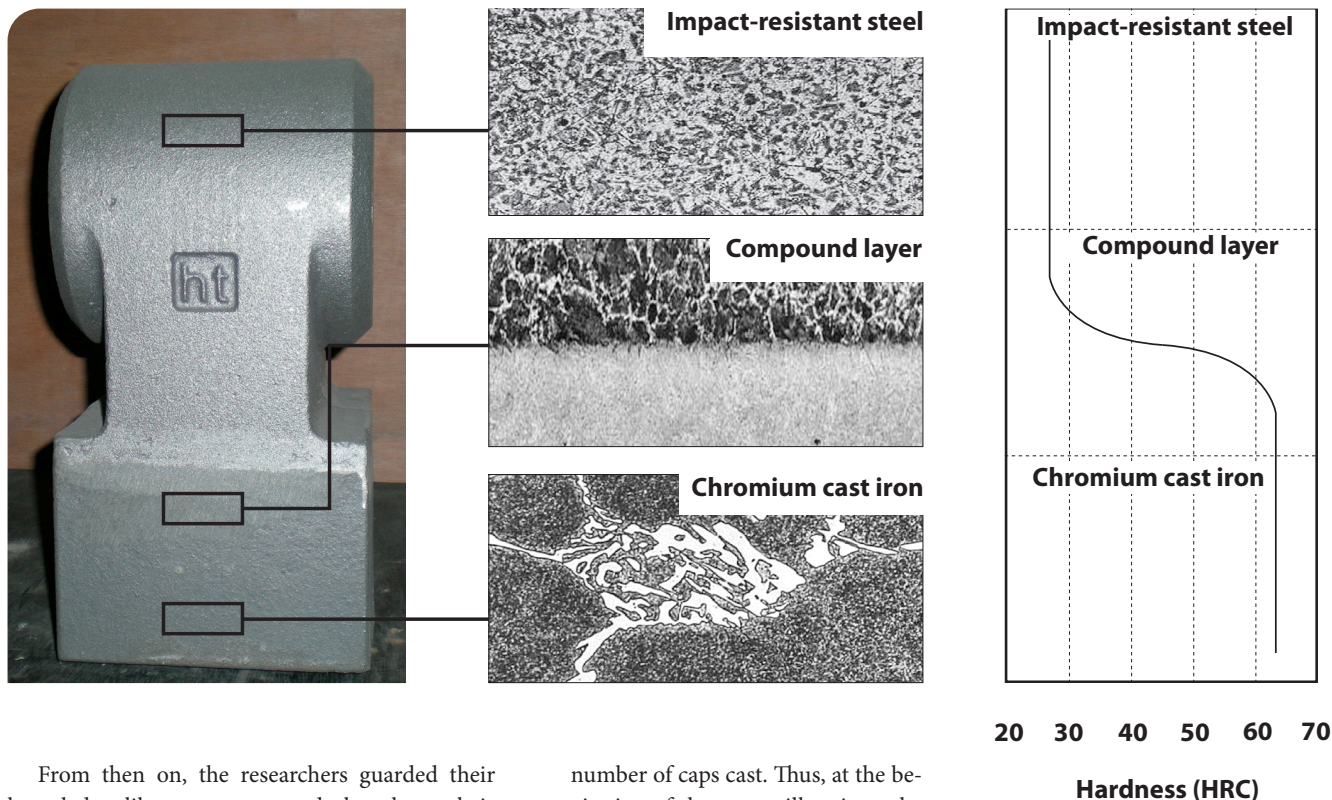 Impact-resistant steel
Compound layer
Chromium cast iron
ht
Impact-resistant steel
Compound layer
Chromium cast iron
20 30 40 50 60 70
Hardness (HRC)
From then on, the researchers guarded their
number of caps cast. Thus, at the be-